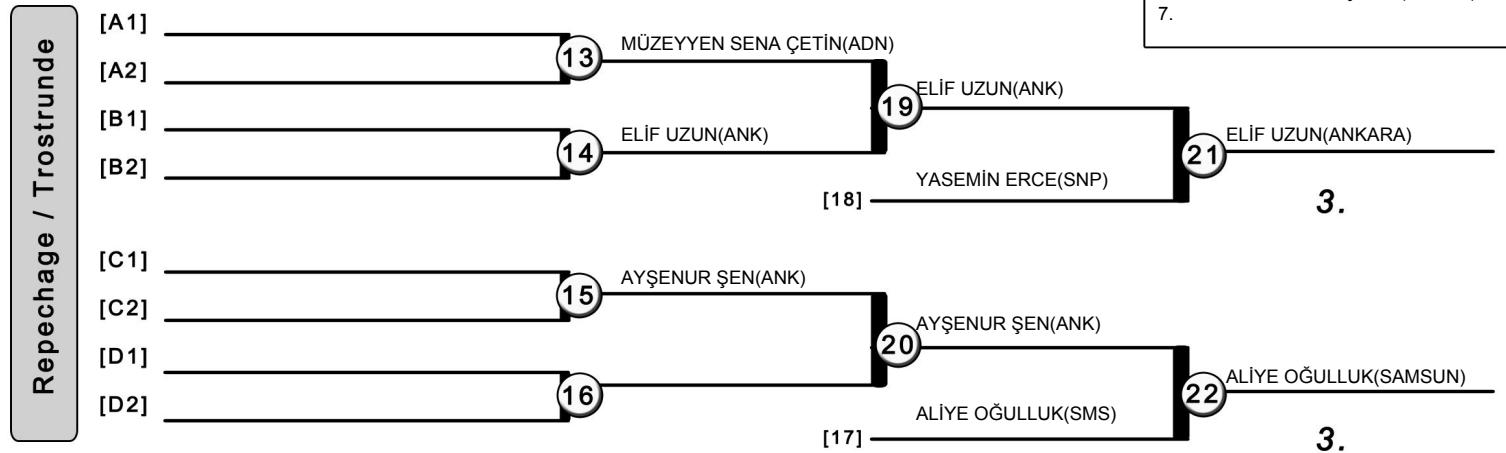 7.
Repechage / Trostrunde
[A1]
[A2]
[B1]
[B2]
13
14
MÜZEYYEN SENA ÇETİN(ADN)
ELİF UZUN(ANK)
19
ELİF UZUN(ANK)
[18]
YASEMİN ERCE(SNP)
21
ELİF UZUN(ANKARA)
3.
[C1]
[C2]
[D1]
[D2]
15
16
AYŞENUR ŞEN(ANK)
20
AYŞENUR ŞEN(ANK)
[17]
ALİYE OĞULLUK(SMS)
22
ALİYE OĞULLUK(SAMSUN)
3.